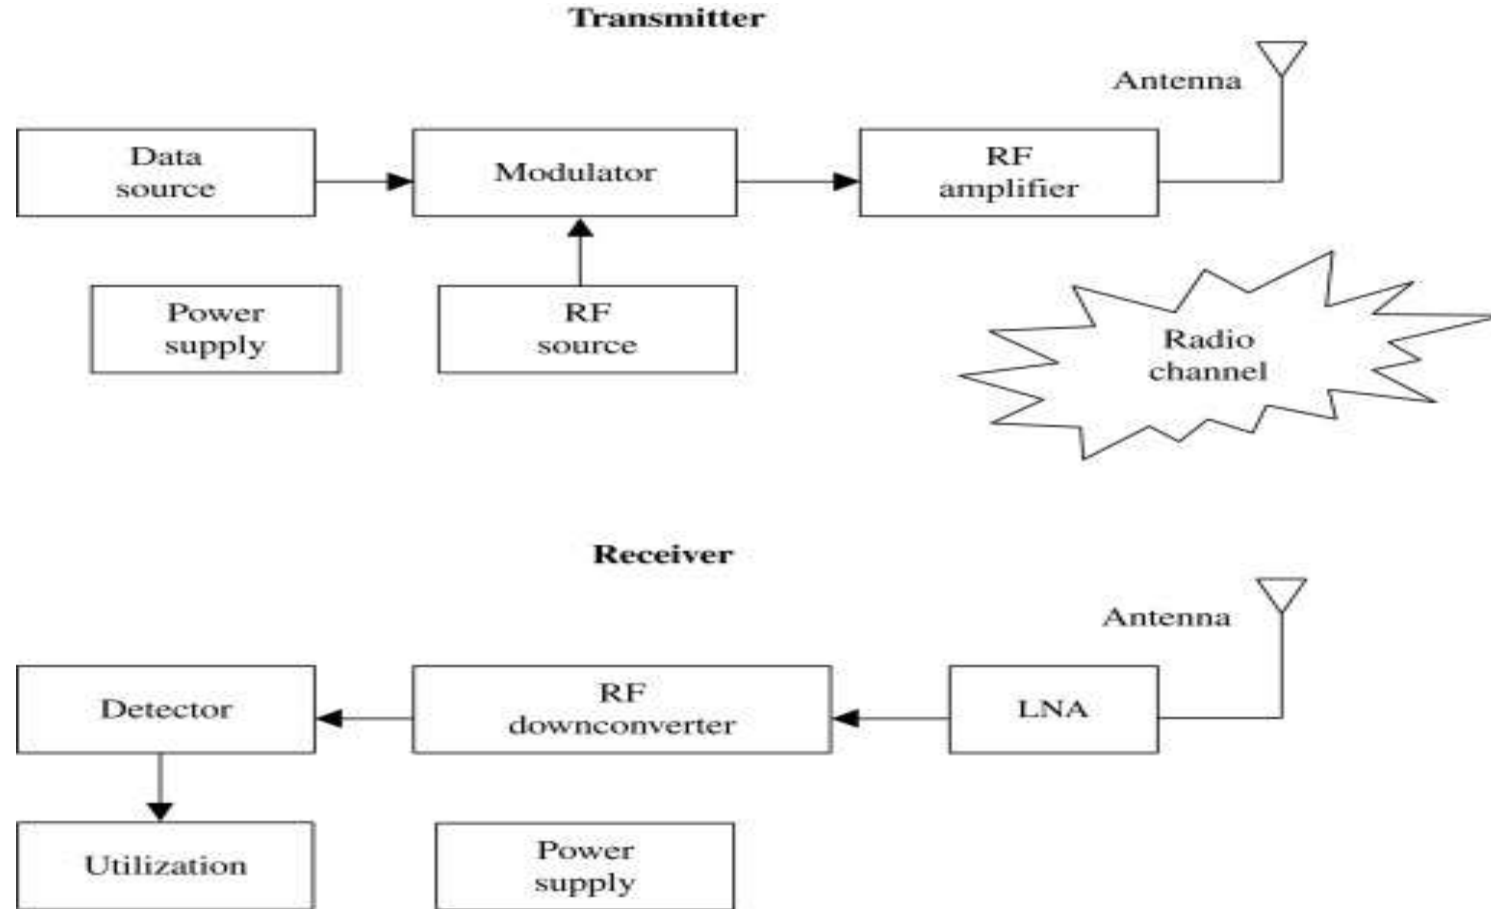 Transmitter
Antenna
Data
source
Modulator
RF
amplifier
Power
supply
RF
source
Radio
channel
Receiver
Antenna
Detector
RF
downconverter
LNA
Utilization
Power
supply